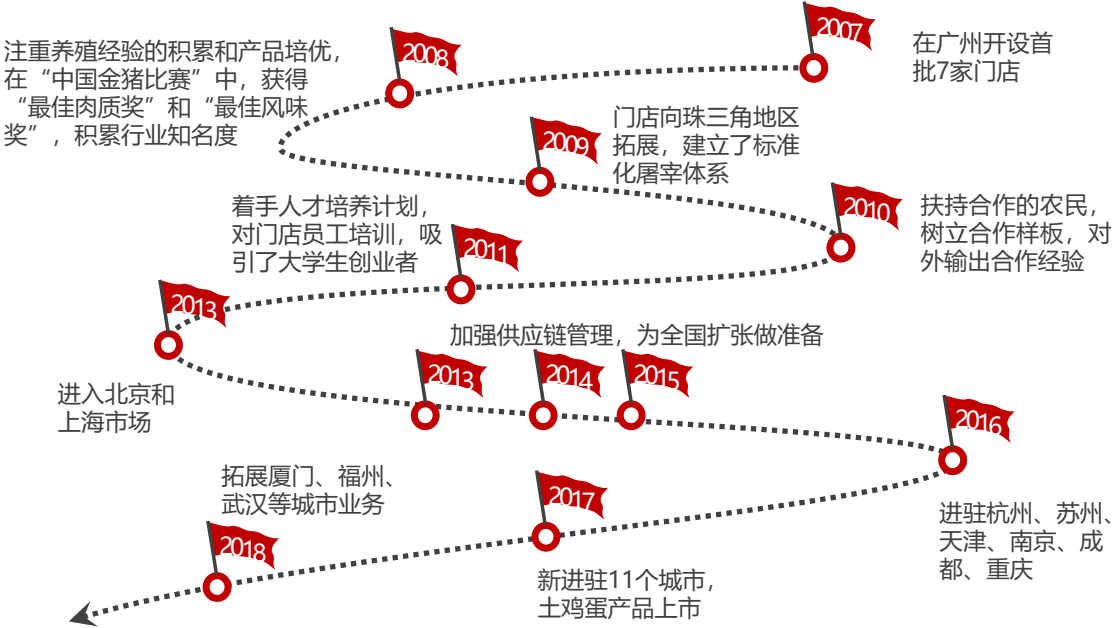 2007
在广州开设首
批7家门店
2008
注重养殖经验的积累和产品培优，
在“中国金猪比赛”中，获得
“最佳肉质奖”和“最佳风味
奖”，积累行业知名度
2009
门店向珠三角地区
拓展，建立了标准
化屠宰体系
2010
扶持合作的农民，
树立合作样板，对
外输出合作经验
2011
着手人才培养计划，
对门店员工培训，吸
引了大学生创业者
2013
进入北京和
上海市场
加强供应链管理，为全国扩张做准备
2013
2014
2015
2016
进驻杭州、苏州、
天津、南京、成
都、重庆
2017
新进驻11个城市，
土鸡蛋产品上市
2018
拓展厦门、福州、
武汉等城市业务